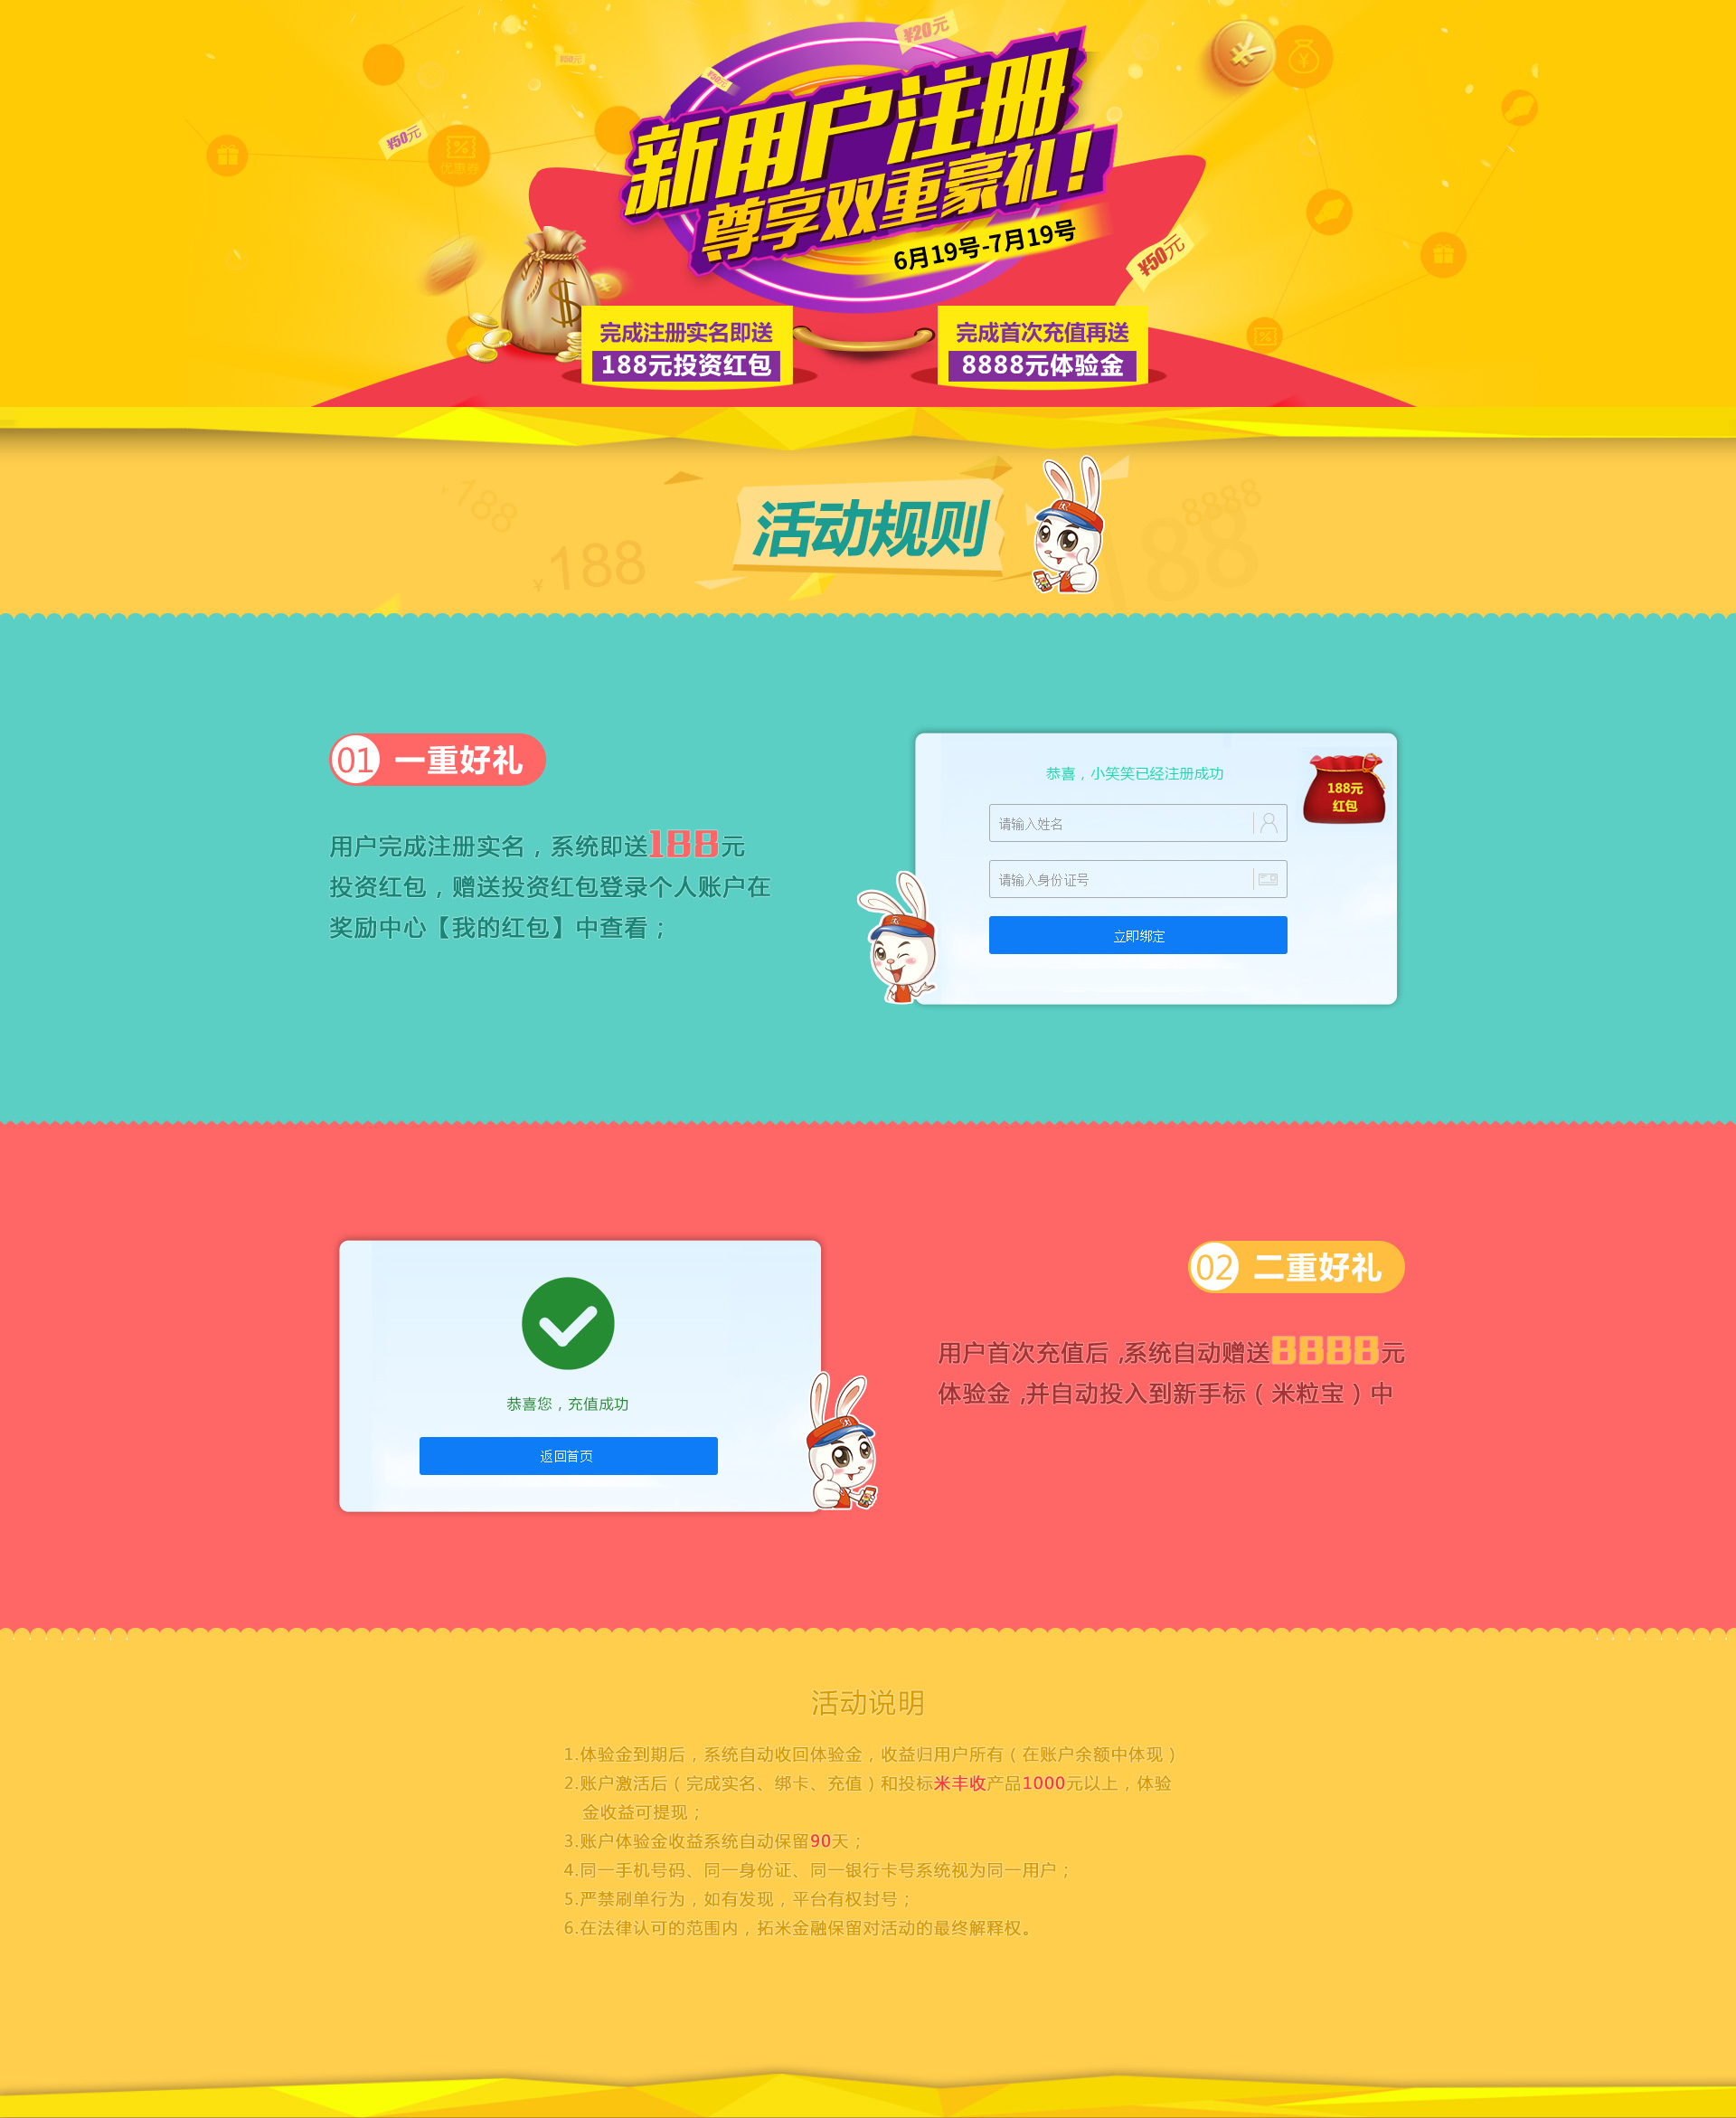 ¥20元
¥50元
优惠券
新用户注册
尊享双重豪礼！
6月19号-7月19号
¥50元
完成注册实名即送
188元投资红包
完成首次充值再送
8888元体验金
188
8888
¥188
188
活动规则
01 一重好礼
用户完成注册实名，系统即送188元
投资红包，赠送投资红包登录个人账户在
奖励中心【我的红包】中查看；
恭喜，小笑笑已经注册成功
188元
红包
请输入姓名
请输入身份证号
立即绑定
恭喜您，充值成功
返回首页
02 二重好礼
用户首次充值后,系统自动赠送8888元
体验金,并自动投入到新手标（米粒宝）中
活动说明
1.体验金到期后，系统自动收回体验金，收益归用户所有（在账户余额中体现）
2.账户激活后（完成实名、绑卡、充值）和投标米丰收产品1000元以上，体验
金收益可提现；
3.账户体验金收益系统自动保留90天；
4.同一手机号码、同一身份证、同一银行卡号系统视为同一用户；
5.严禁刷单行为，如有发现，平台有权封号；
6.在法律认可的范围内，拓米金融保留对活动的最终解释权。